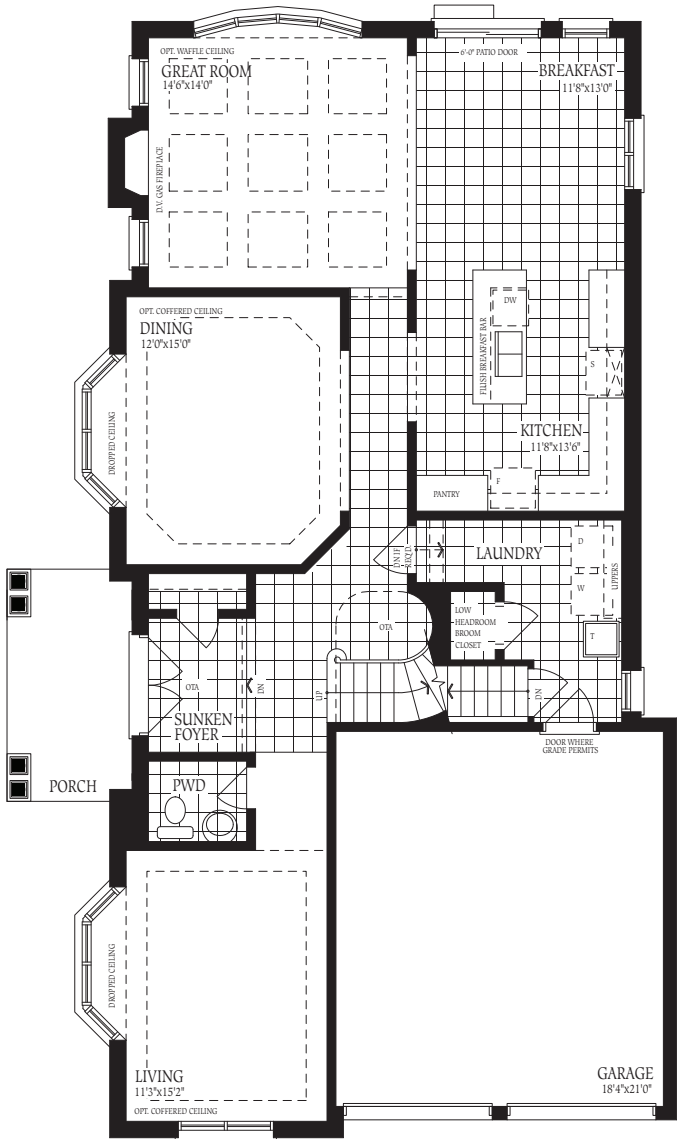 OPT. WAFFLE CEILING
GREAT ROOM
14'6"x14'0"
D.V. GAS FIREPLACE
6'-0" PATIO DOOR
BREAKFAST
11'8"x13'0"
OPT. COFFERED CEILING
DINING
12'0"x15'0"
DROPPED CEILING
DW
FLUSH BREAKFAST BAR
S
KITCHEN
11'8"x13'6"
PANTRY
F
DN IF
REQ'D.
LAUNDRY
D
W
UPPERS
T
LOW
HEADROOM
BROOM
CLOSET
OTA
OTA
DN
UP
DN
SUNKEN
FOYER
DOOR WHERE
GRADE PERMITS
PORCH
PWD
DROPPED CEILING
LIVING
11'3"x15'2"
OPT. COFFERED CEILING
GARAGE
18'4"x21'0"